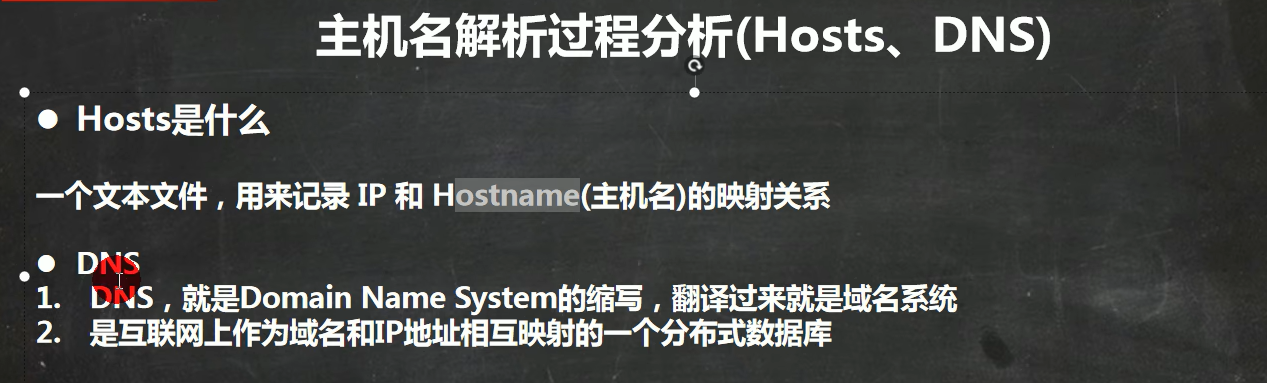 主机名解析过程分析(Hosts、DNS)
● Hosts是什么
一个文本文件，用来记录 IP 和 Hostname(主机名)的映射关系
● DNS
1. DNS，就是Domain Name System的缩写，翻译过来就是域名系统
2. 是互联网上作为域名和IP地址相互映射的一个分布式数据库